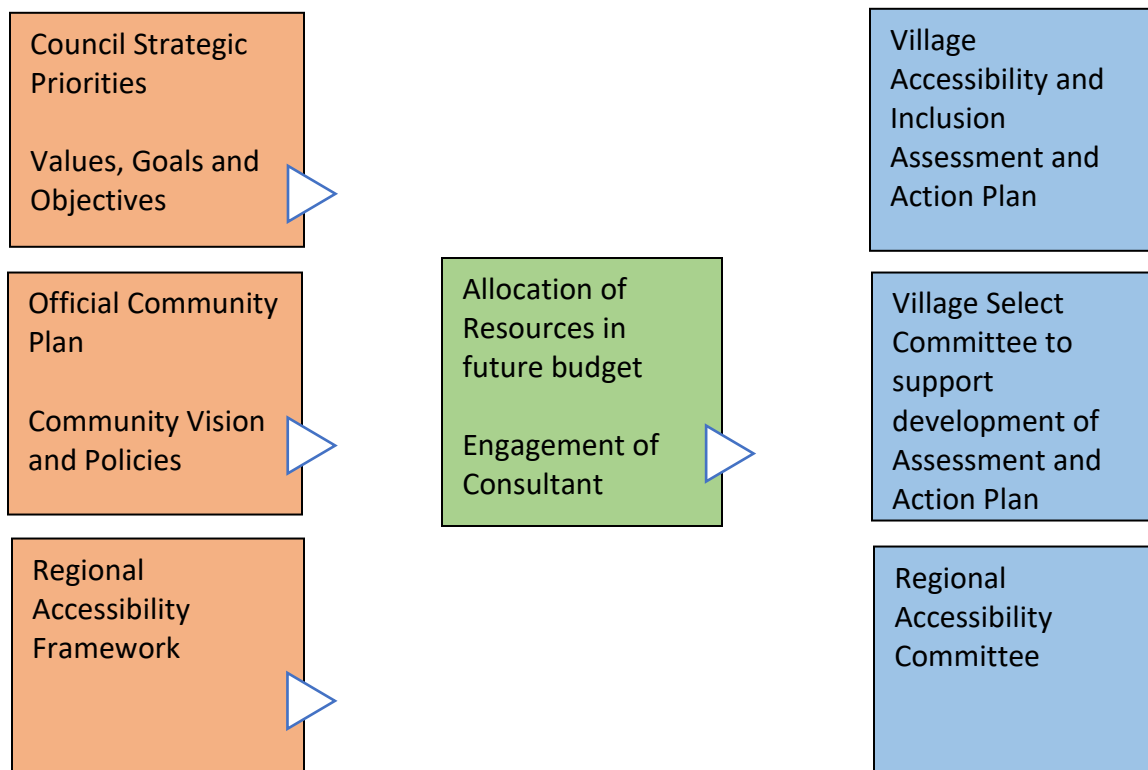 Council Strategic
Priorities
Values, Goals and
Objectives
Official Community
Plan
Community Vision
and Policies
Regional
Accessibility
Framework
Allocation of
Resources in
future budget
Engagement of
Consultant
Village
Accessibility and
Inclusion
Assessment and
Action Plan
Village Select
Committee to
support
development of
Assessment and
Action Plan
Regional
Accessibility
Committee